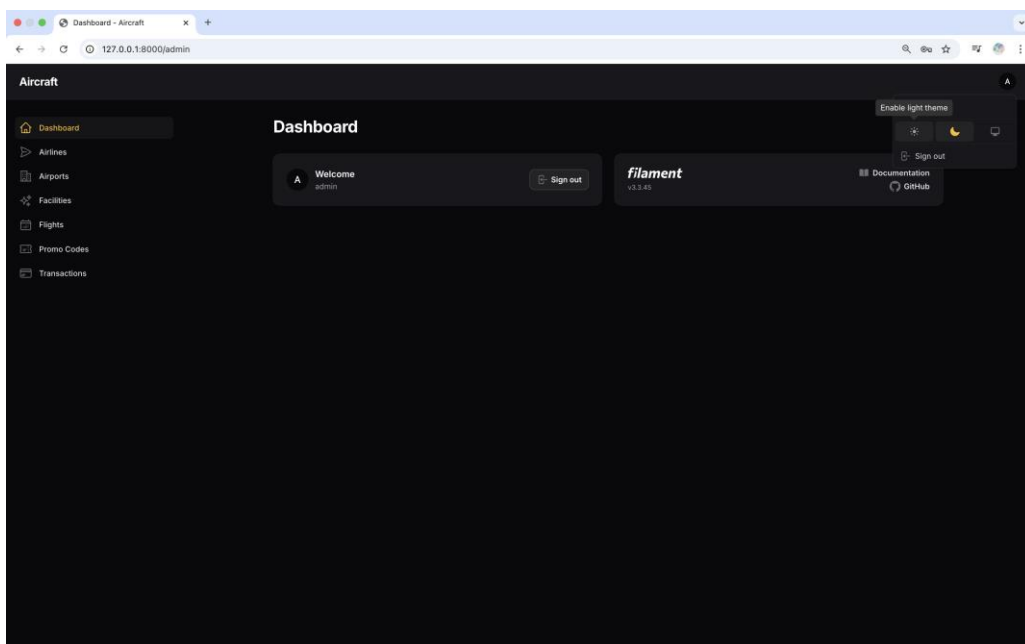 Dashboard - Aircraft
127.0.0.1:8000/admin
Aircraft
A
Enable light theme
Dashboard
Dashboard
Airlines
Sign out
Airports
A
Welcome
admin
Sign out
filament
v3.3.45
Documentation
GitHub
Facilities
Flights
Promo Codes
Transactions